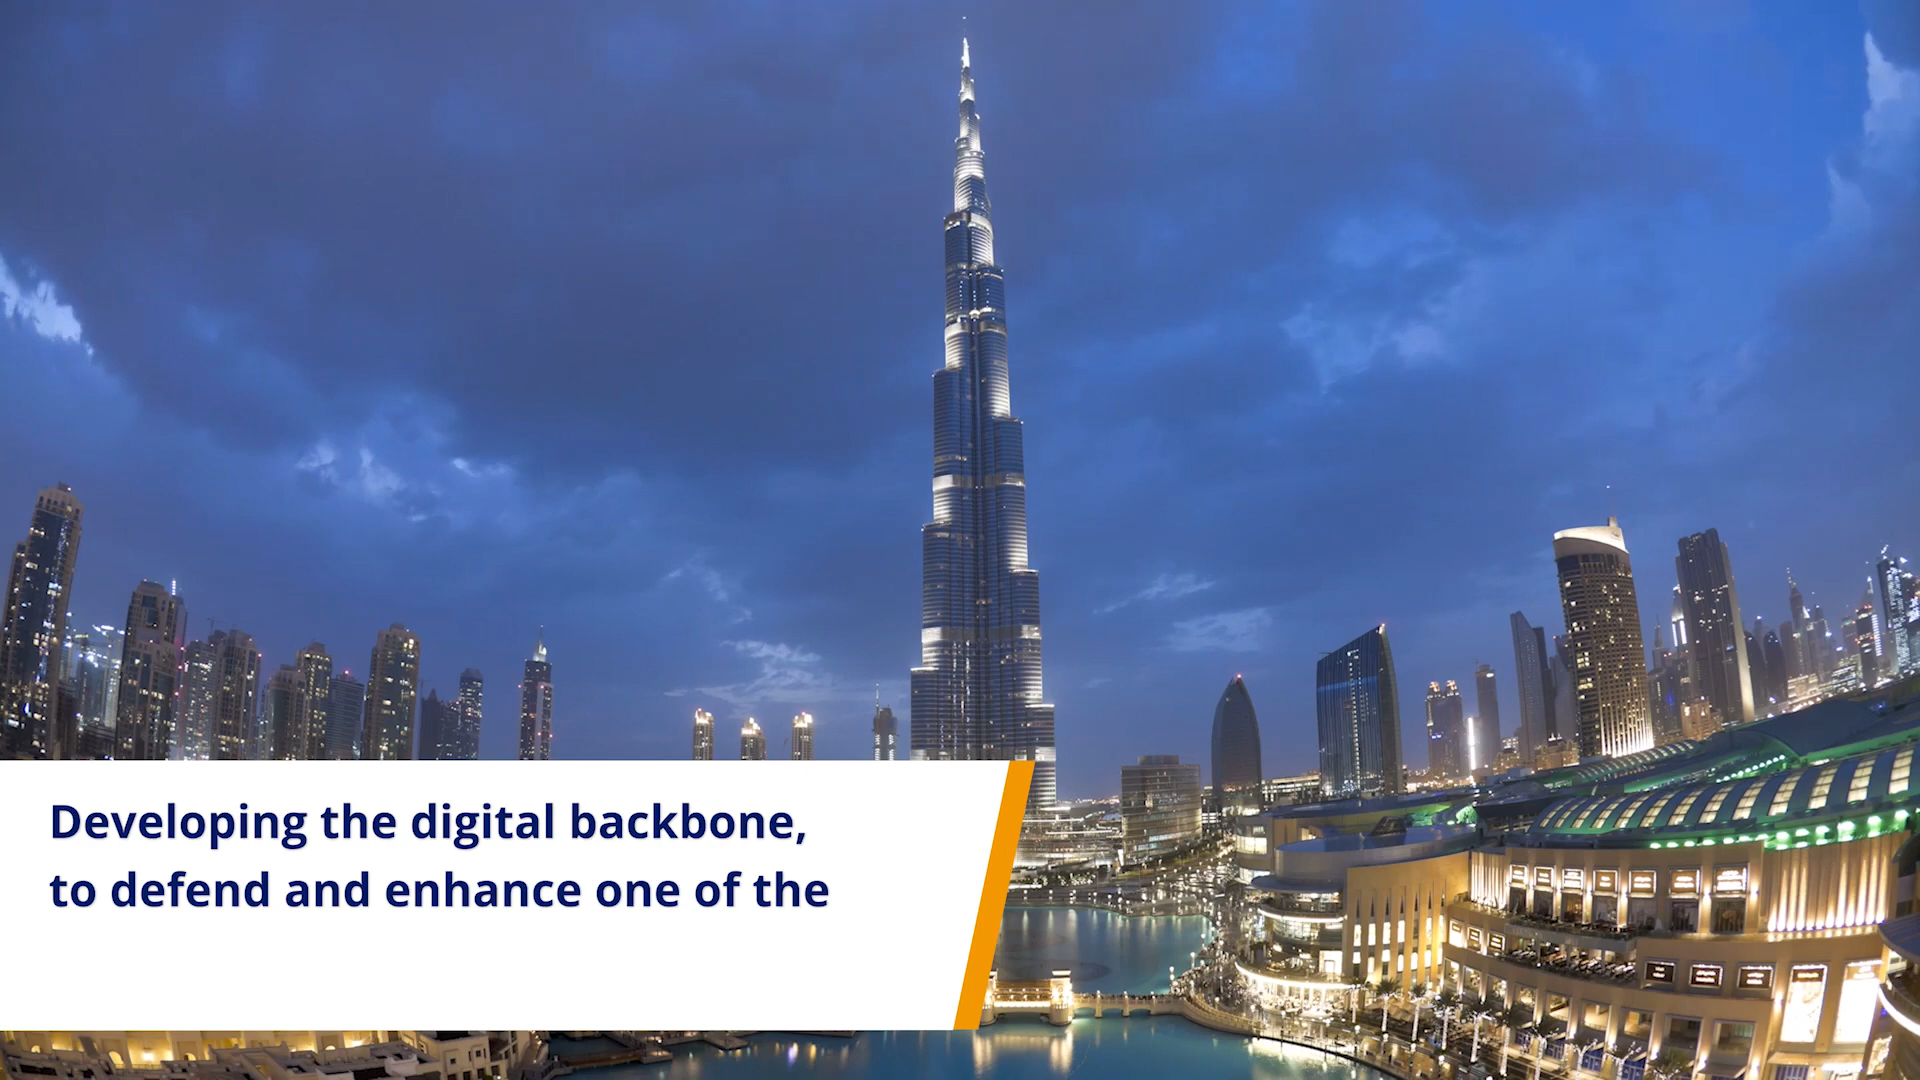 Developing the digital backbone,
to defend and enhance one of the